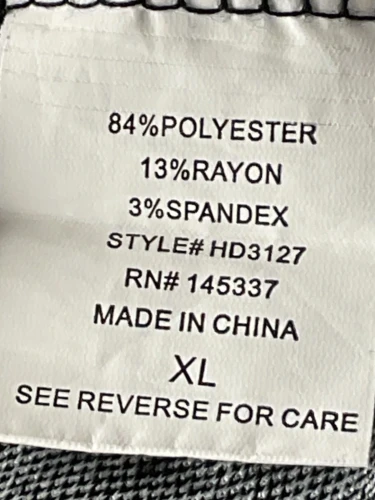 84%POLYESTER
13%RAYON
3%SPANDEX
STYLE# HD3127
RN# 145337
MADE IN CHINA
XL
SEE REVERSE FOR CARE